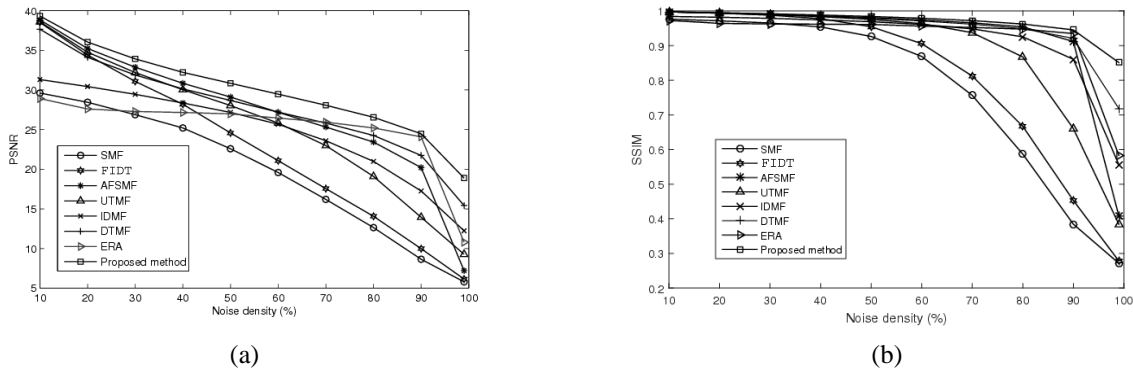 40
35
30
25
20
15
10
5
PSNR
SMF
FIDT
AFSMF
UTMF
IDMF
DTMF
ERA
Proposed method
10 20 30 40 50 60 70 80 90 100
Noise density (%)
(a)
1
0.9
0.8
0.7
0.6
0.5
0.4
0.3
0.2
SSIM
SMF
FIDT
AFSMF
UTMF
IDMF
DTMF
ERA
Proposed method
10 20 30 40 50 60 70 80 90 100
Noise density (%)
(b)